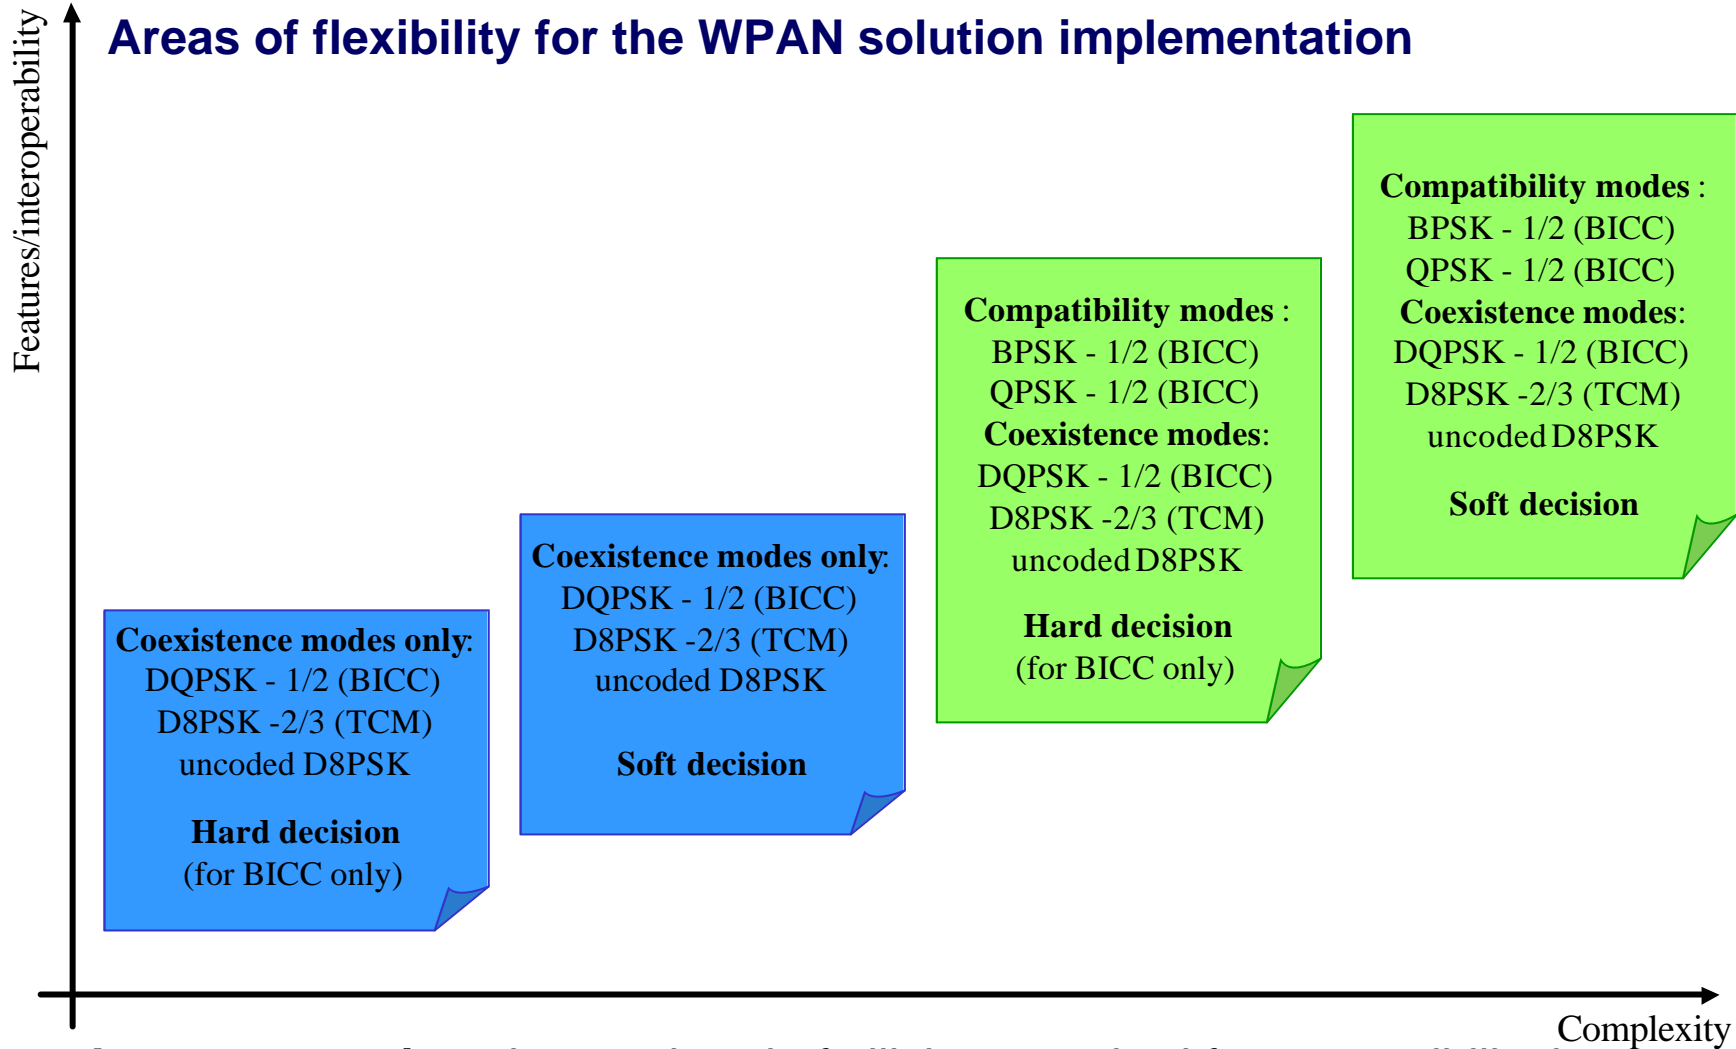 Features/interoperability
Areas of flexibility for the WPAN solution implementation
Coexistence modes only:
DQPSK - 1/2 (BICC)
D8PSK -2/3 (TCM)
uncoded D8PSK
Hard decision
(for BICC only)
Coexistence modes only:
DQPSK - 1/2 (BICC)
D8PSK -2/3 (TCM)
uncoded D8PSK
Soft decision
Compatibility modes :
BPSK - 1/2 (BICC)
QPSK - 1/2 (BICC)
Coexistence modes:
DQPSK - 1/2 (BICC)
D8PSK -2/3 (TCM)
uncoded D8PSK
Hard decision
(for BICC only)
Compatibility modes :
BPSK - 1/2 (BICC)
QPSK - 1/2 (BICC)
Coexistence modes:
DQPSK - 1/2 (BICC)
D8PSK -2/3 (TCM)
uncoded D8PSK
Soft decision
Complexity